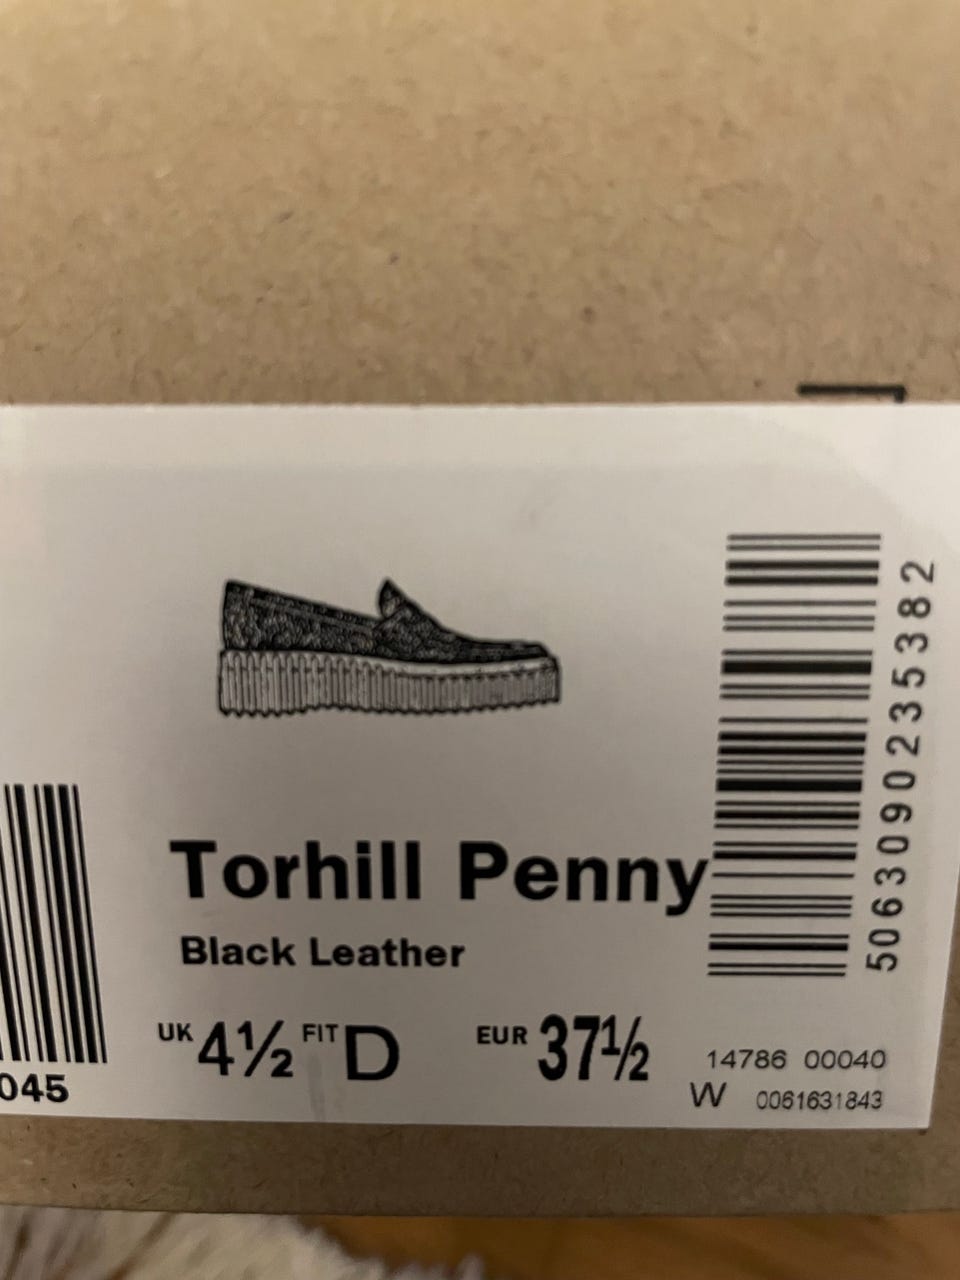 Torhill Penny
Black Leather
UK 4½ FIT D EUR 37½
14786 00040
W 0061631843
045
5063090235382